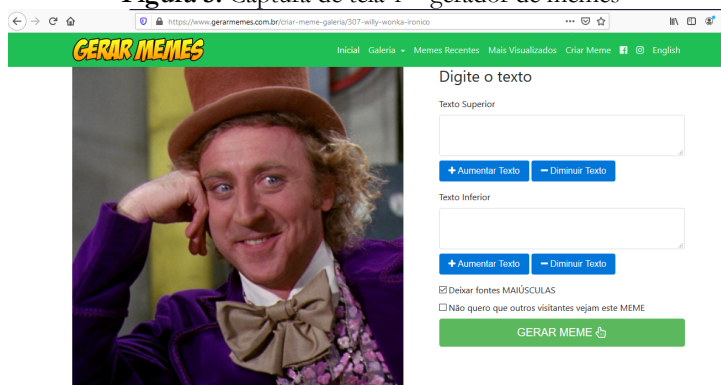 Figura 3: Captura de tela 1 – gerador de memes
https://www.gerarmemes.com.br/criar-meme-galeria/307-willy-wonka-ironico
GERAR MEMES
Inicial Galeria Memes Recentes Mais Visualizados Criar Meme English
Digite o texto
Texto Superior
+ Aumentar Texto − Diminuir Texto
Texto Inferior
+ Aumentar Texto − Diminuir Texto
Deixar fontes MAIÚSCULAS
Não quero que outros visitantes vejam este MEME
GERAR MEME